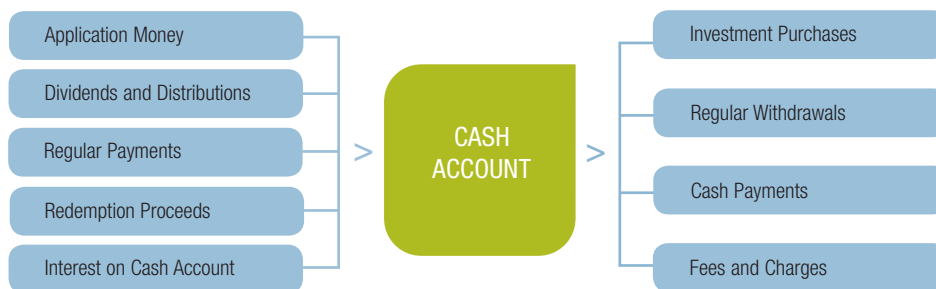 Application Money
Dividends and Distributions
Regular Payments
Redemption Proceeds
Interest on Cash Account
>
CASH
ACCOUNT
>
Investment Purchases
Regular Withdrawals
Cash Payments
Fees and Charges